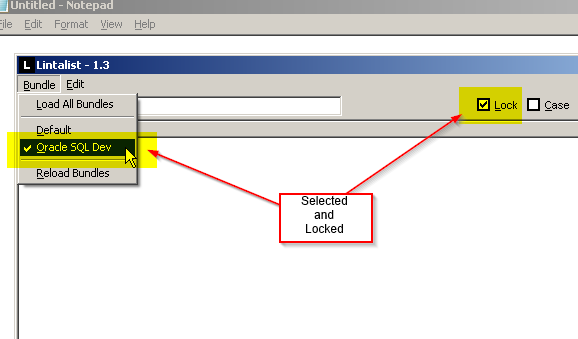 Untitled - Notepad
File Edit Format View Help
L Lintalist - 1.3
Bundle Edit
Load All Bundles
Lock Case
Default
Oracle SQL Dev
Reload Bundles
Selected
and
Locked